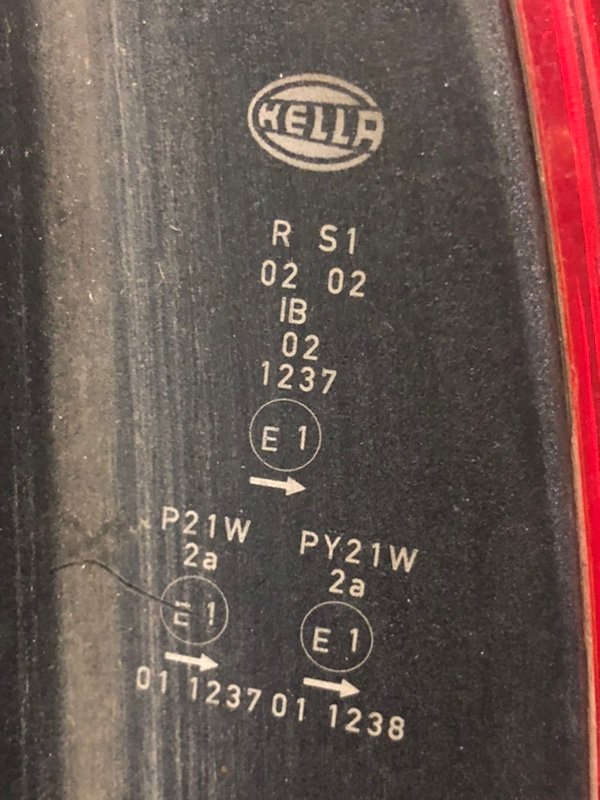 HELLA
R S1
02 02
IB
02
1237
E 1
P21W
2a
E 1
01 1237
PY21W
2a
E 1
01 1238